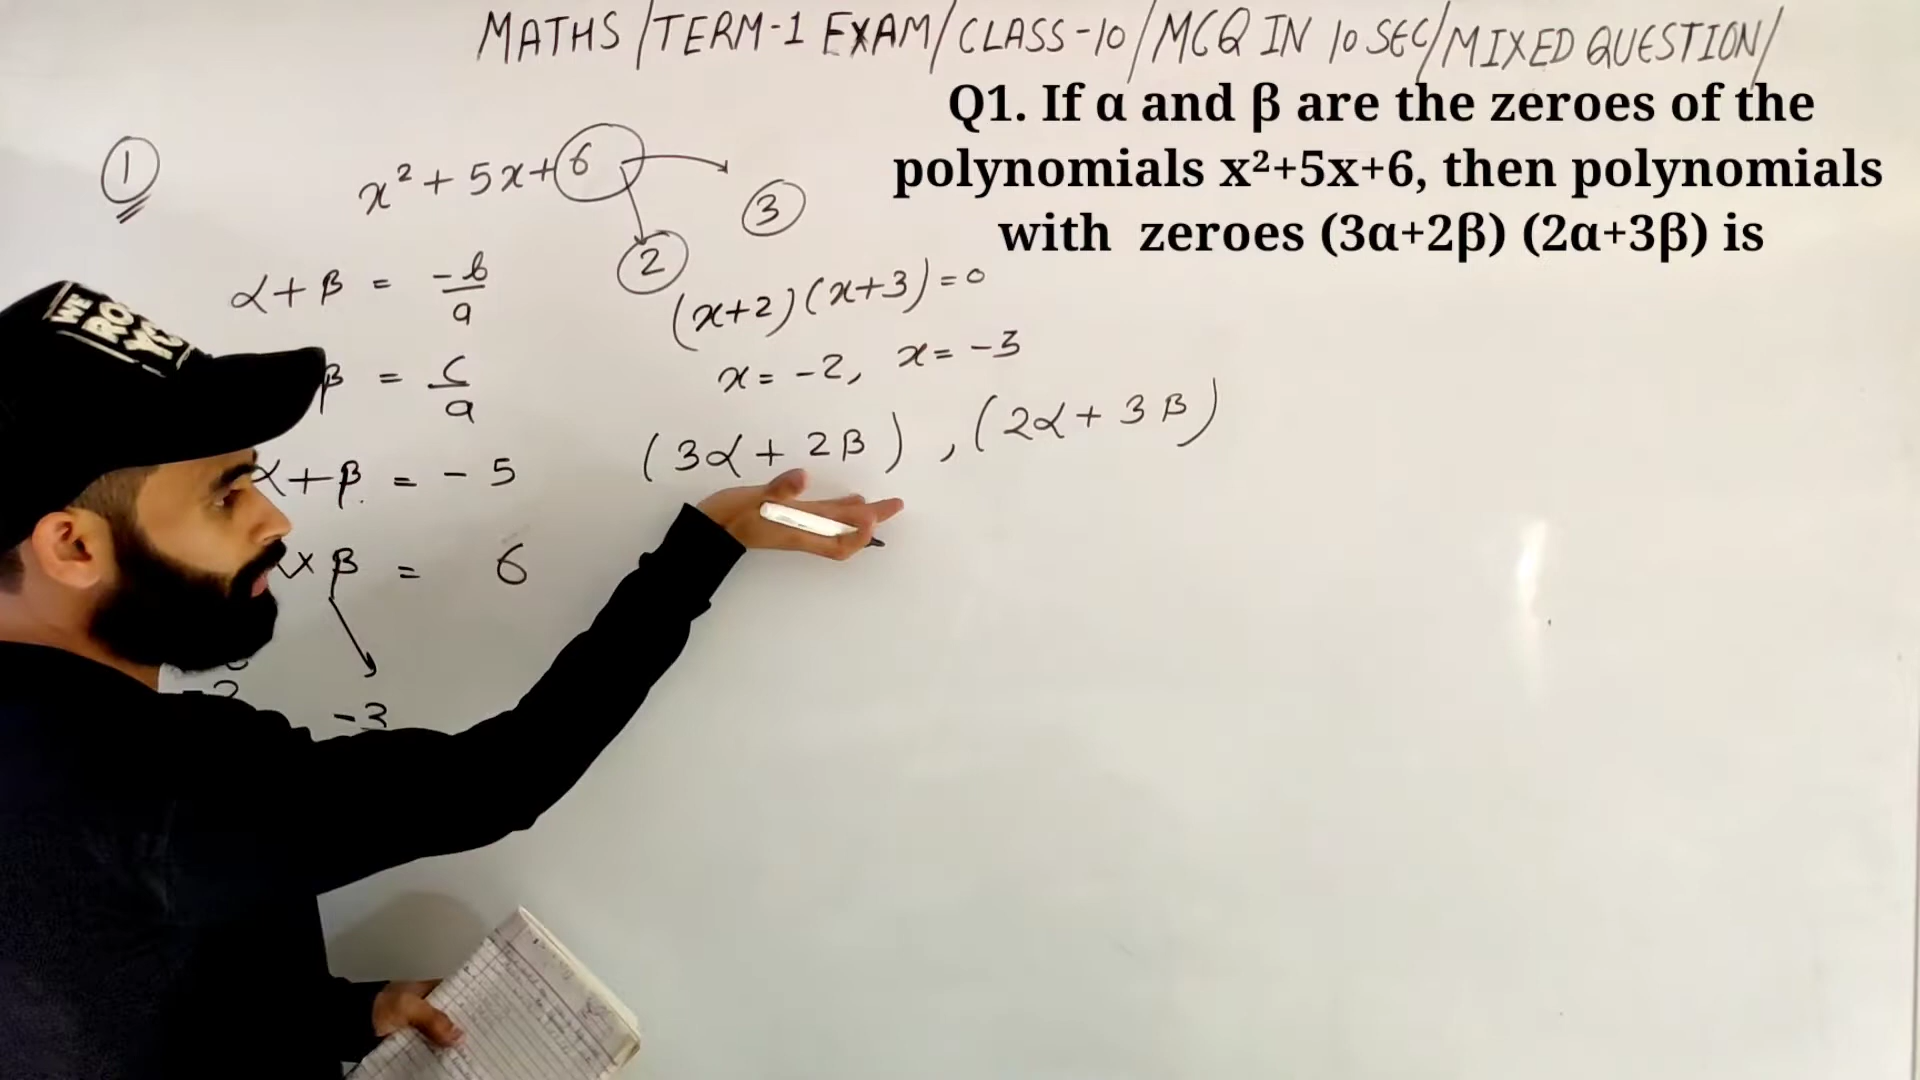 MATHS /TERM-1 EXAM/CLASS-10/MCQ IN 10 SEC/MIXED QUESTION/
Q1. If α and β are the zeroes of the
polynomials x²+5x+6, then polynomials
with zeroes (3α+2β) (2α+3β) is
1
x² + 5x + 6
3
2
α + β = -b/a
(x+2)(x+3) = 0
β = c/a
x = -2, x = -3
(3α + 2β), (2α + 3β)
α+β = -5
x β = 6
-3
WE
RO